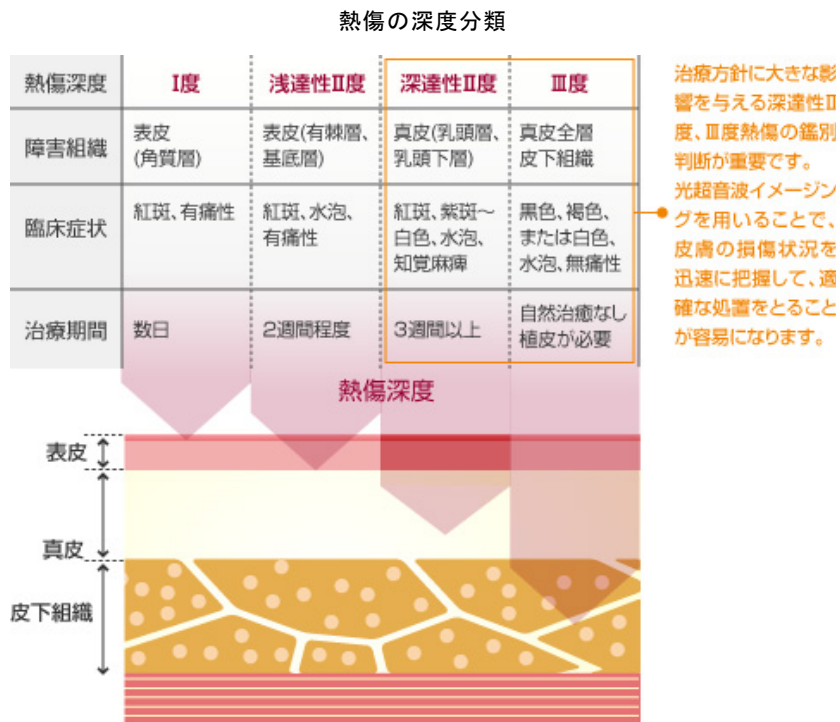 熱傷の深度分類
熱傷深度
Ⅰ度
浅達性Ⅱ度
深達性Ⅱ度
Ⅲ度
障害組織
表皮
(角質層)
表皮(有棘層、
基底層)
真皮(乳頭層、
乳頭下層)
真皮全層
皮下組織
臨床症状
紅斑、有痛性
紅斑、水泡、
有痛性
紅斑、紫斑～
白色、水泡、
知覚麻痺
黒色、褐色、
または白色、
水泡、無痛性
治療期間
数日
2週間程度
3週間以上
自然治癒なし
植皮が必要
治療方針に大きな影
響を与える深達性Ⅱ
度、Ⅲ度熱傷の鑑別
判断が重要です。
光超音波イメージン
グを用いることで、
皮膚の損傷状況を
迅速に把握して、適
確な処置をとること
が容易になります。
熱傷深度
表皮
真皮
皮下組織